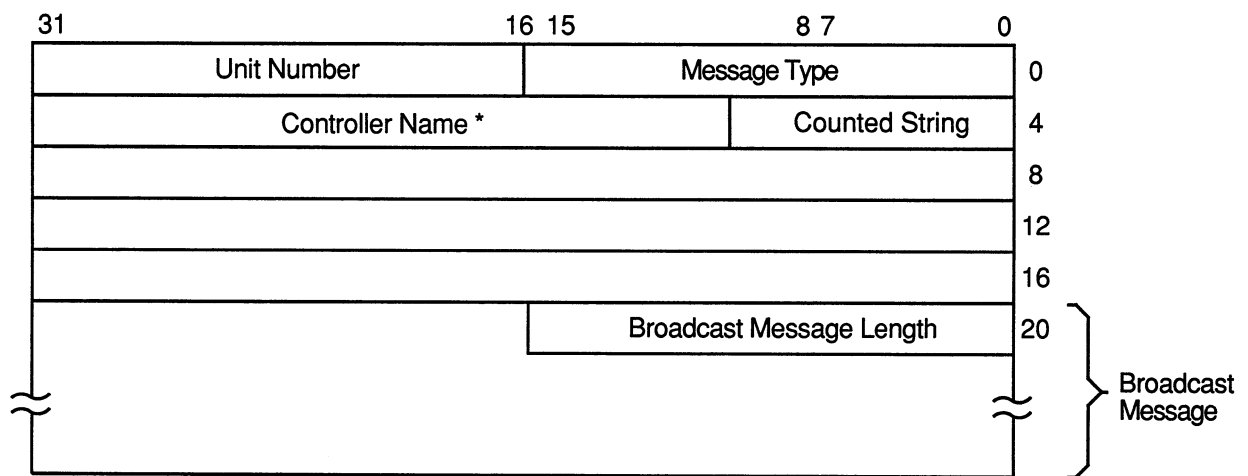 31 16 15 8 7 0
Unit Number Message Type 0
Controller Name * Counted String 4
8
12
16
Broadcast Message Length 20
Broadcast
Message